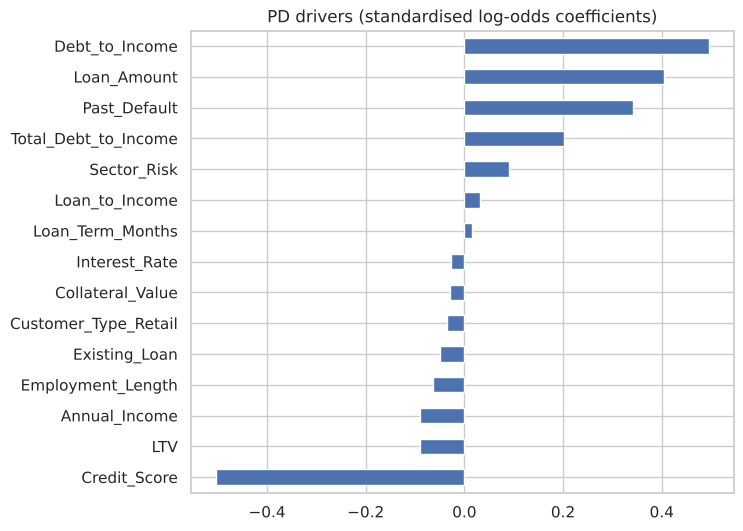 PD drivers (standardised log-odds coefficients)
Debt_to_Income
Loan_Amount
Past_Default
Total_Debt_to_Income
Sector_Risk
Loan_to_Income
Loan_Term_Months
Interest_Rate
Collateral_Value
Customer_Type_Retail
Existing_Loan
Employment_Length
Annual_Income
LTV
Credit_Score
−0.4 −0.2 0.0 0.2 0.4